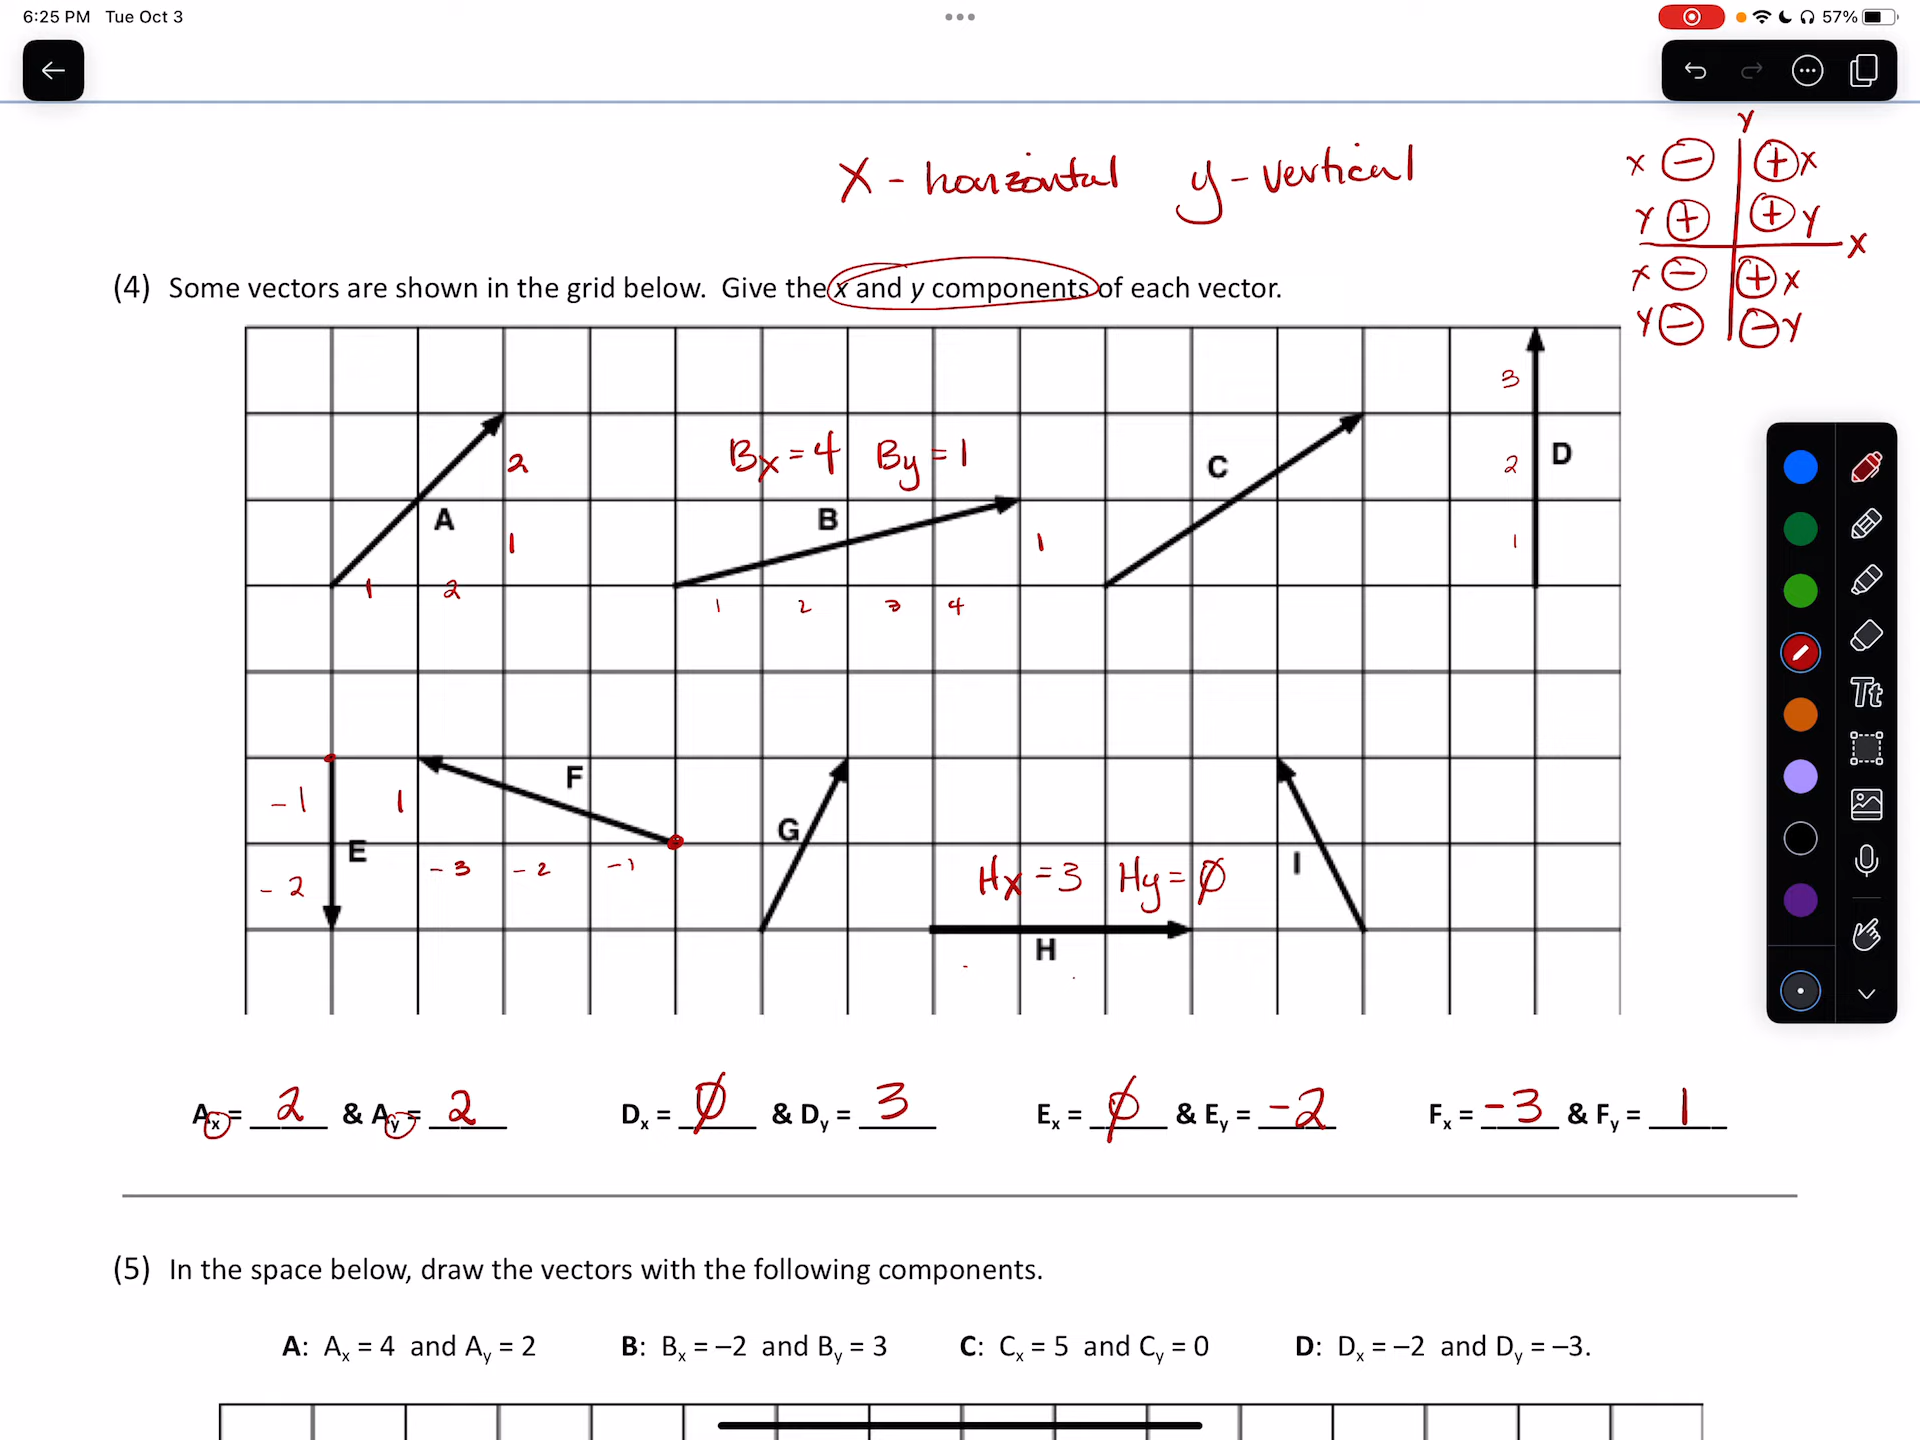 6:25 PM Tue Oct 3
57%
x - horizontal y - vertical
Y
x − + x
Y + + Y
X
x − + x
Y − − Y
(4) Some vectors are shown in the grid below. Give the x and y components of each vector.
3
Bx = 4 By = 1
2 C 2 D
A B
1 1 1
1 2 1 2 3 4
F
-1 1
G
E -3 -2 -1
-2 Hx = 3 Hy = 0 I
H
Ax = 2 & Ay = 2 Dx = 0 & Dy = 3 Ex = 0 & Ey = -2 Fx = -3 & Fy = 1
(5) In the space below, draw the vectors with the following components.
A: Ax = 4 and Ay = 2 B: Bx = –2 and By = 3 C: Cx = 5 and Cy = 0 D: Dx = –2 and Dy = –3.
Tt